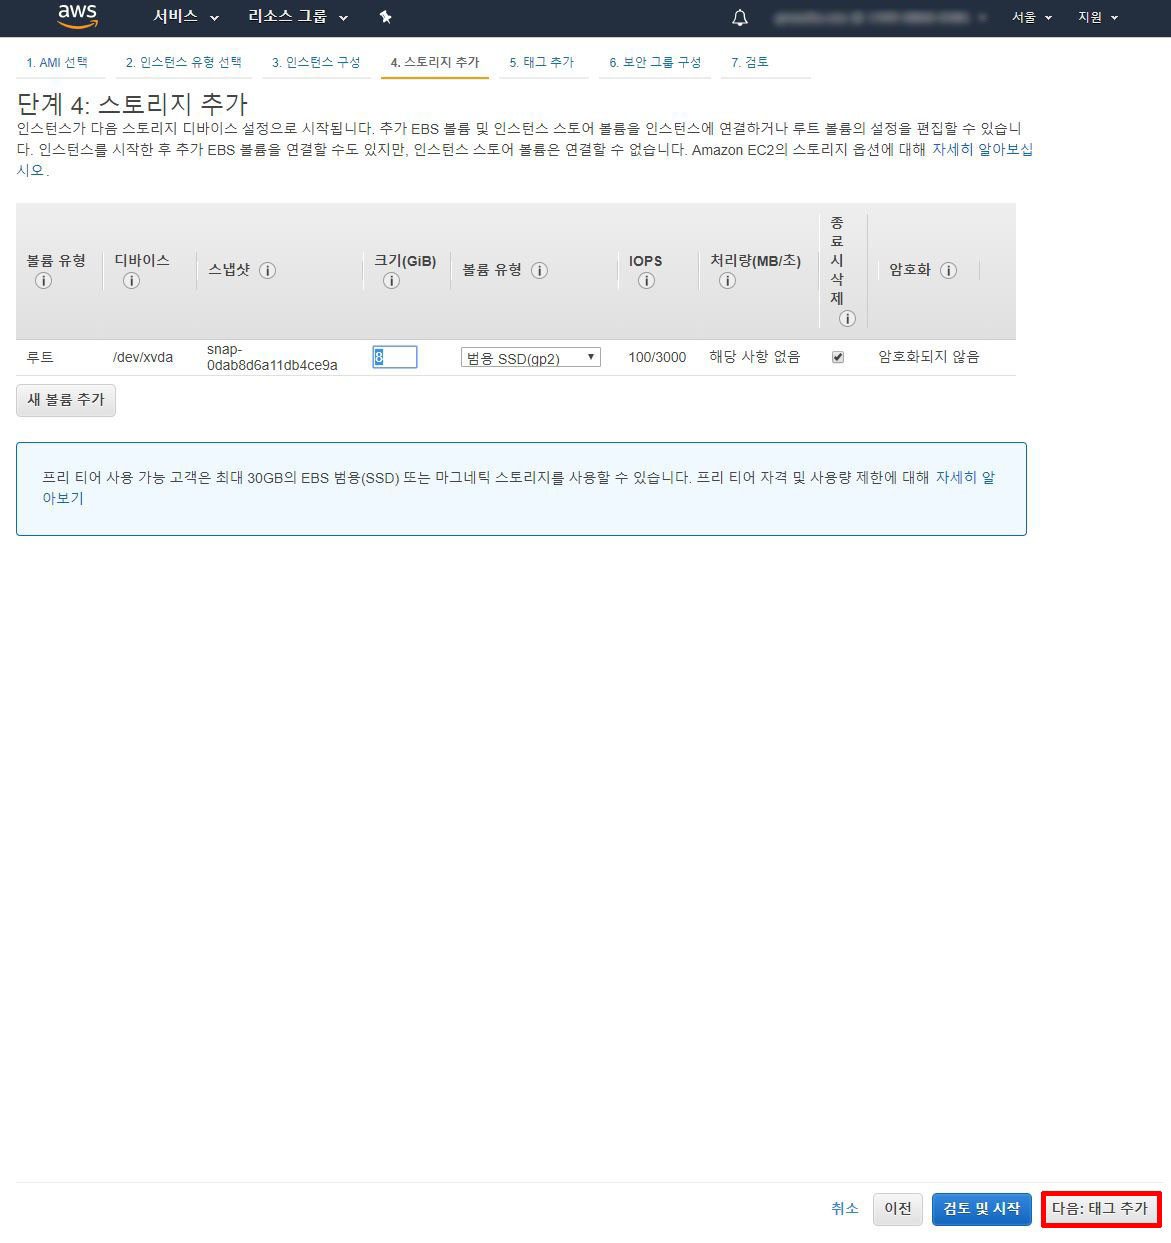 aws 서비스 리소스 그룹 서울 지원
1. AMI 선택 2. 인스턴스 유형 선택 3. 인스턴스 구성 4. 스토리지 추가 5. 태그 추가 6. 보안 그룹 구성 7. 검토
단계 4: 스토리지 추가
인스턴스가 다음 스토리지 디바이스 설정으로 시작됩니다. 추가 EBS 볼륨 및 인스턴스 스토어 볼륨을 인스턴스에 연결하거나 루트 볼륨의 설정을 편집할 수 있습니
다. 인스턴스를 시작한 후 추가 EBS 볼륨을 연결할 수도 있지만, 인스턴스 스토어 볼륨은 연결할 수 없습니다. Amazon EC2의 스토리지 옵션에 대해 자세히 알아보십
시오.
볼륨 유형 디바이스 스냅샷 크기(GiB) 볼륨 유형 IOPS 처리량(MB/초) 종료 시 삭제 암호화
루트 /dev/xvda snap-0dab8d6a11db4ce9a 8 범용 SSD(gp2) 100/3000 해당 사항 없음 암호화되지 않음
새 볼륨 추가
프리 티어 사용 가능 고객은 최대 30GB의 EBS 범용(SSD) 또는 마그네틱 스토리지를 사용할 수 있습니다. 프리 티어 자격 및 사용량 제한에 대해 자세히 알
아보기
취소 이전 검토 및 시작 다음: 태그 추가